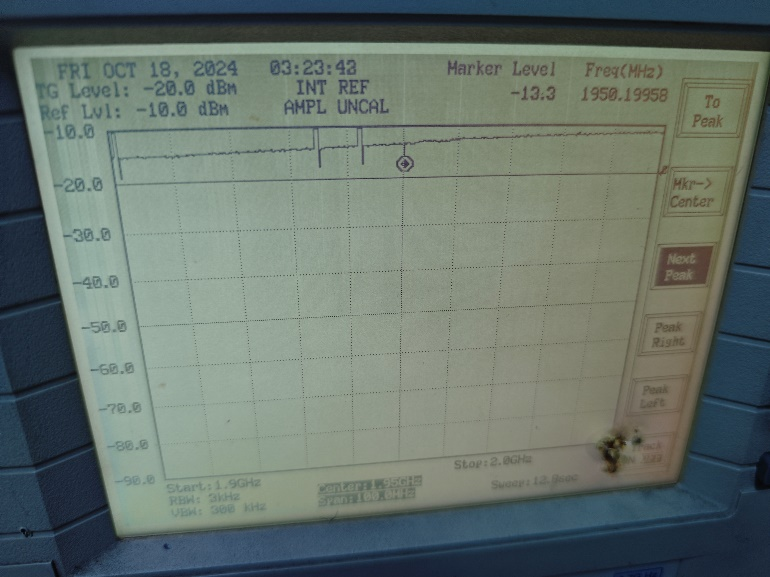 FRI OCT 18, 2024 03:23:43 Marker Level Freq(MHz)
TG Level: -20.0 dBm INT REF -13.3 1950.19958
Ref Lvl: -10.0 dBm AMPL UNCAL
To Peak
-10.0
-20.0
Mkr-> Center
-30.0
Next Peak
-40.0
-50.0
Peak Right
-60.0
Peak Left
-70.0
-80.0
-90.0
Start:1.9GHz Center:1.95GHz Stop:2.0GHz
RBW: 3kHz Span:100.0MHz Sweep:
VBW: 300 kHz